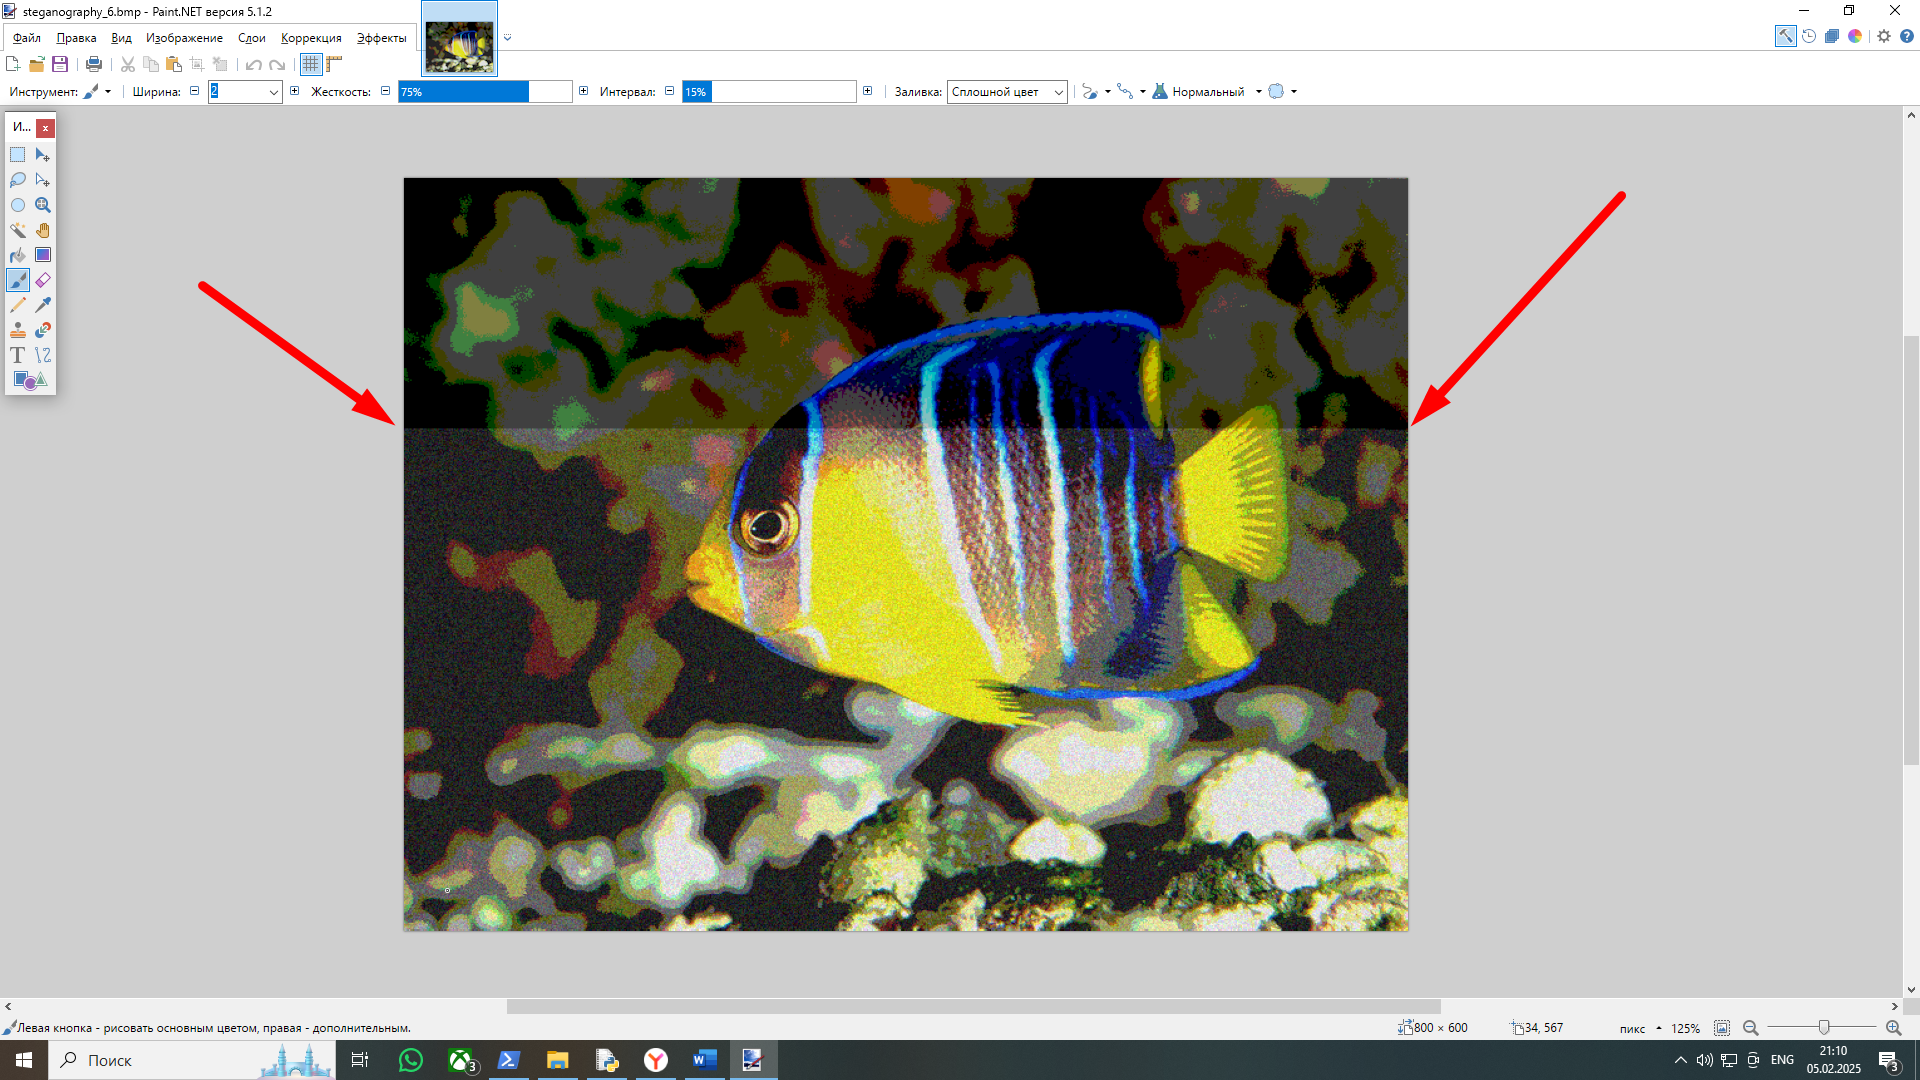 steganography_6.bmp - Paint.NET версия 5.1.2
Файл Правка Вид Изображение Слои Коррекция Эффекты
Инструмент: Ширина: 2 Жесткость: 75% Интервал: 15% Заливка: Сплошной цвет Нормальный
И... x
T
Левая кнопка - рисовать основным цветом, правая - дополнительным. 800 × 600 34, 567 пикс 125%
Поиск 3 W ENG 21:10
05.02.2025 3